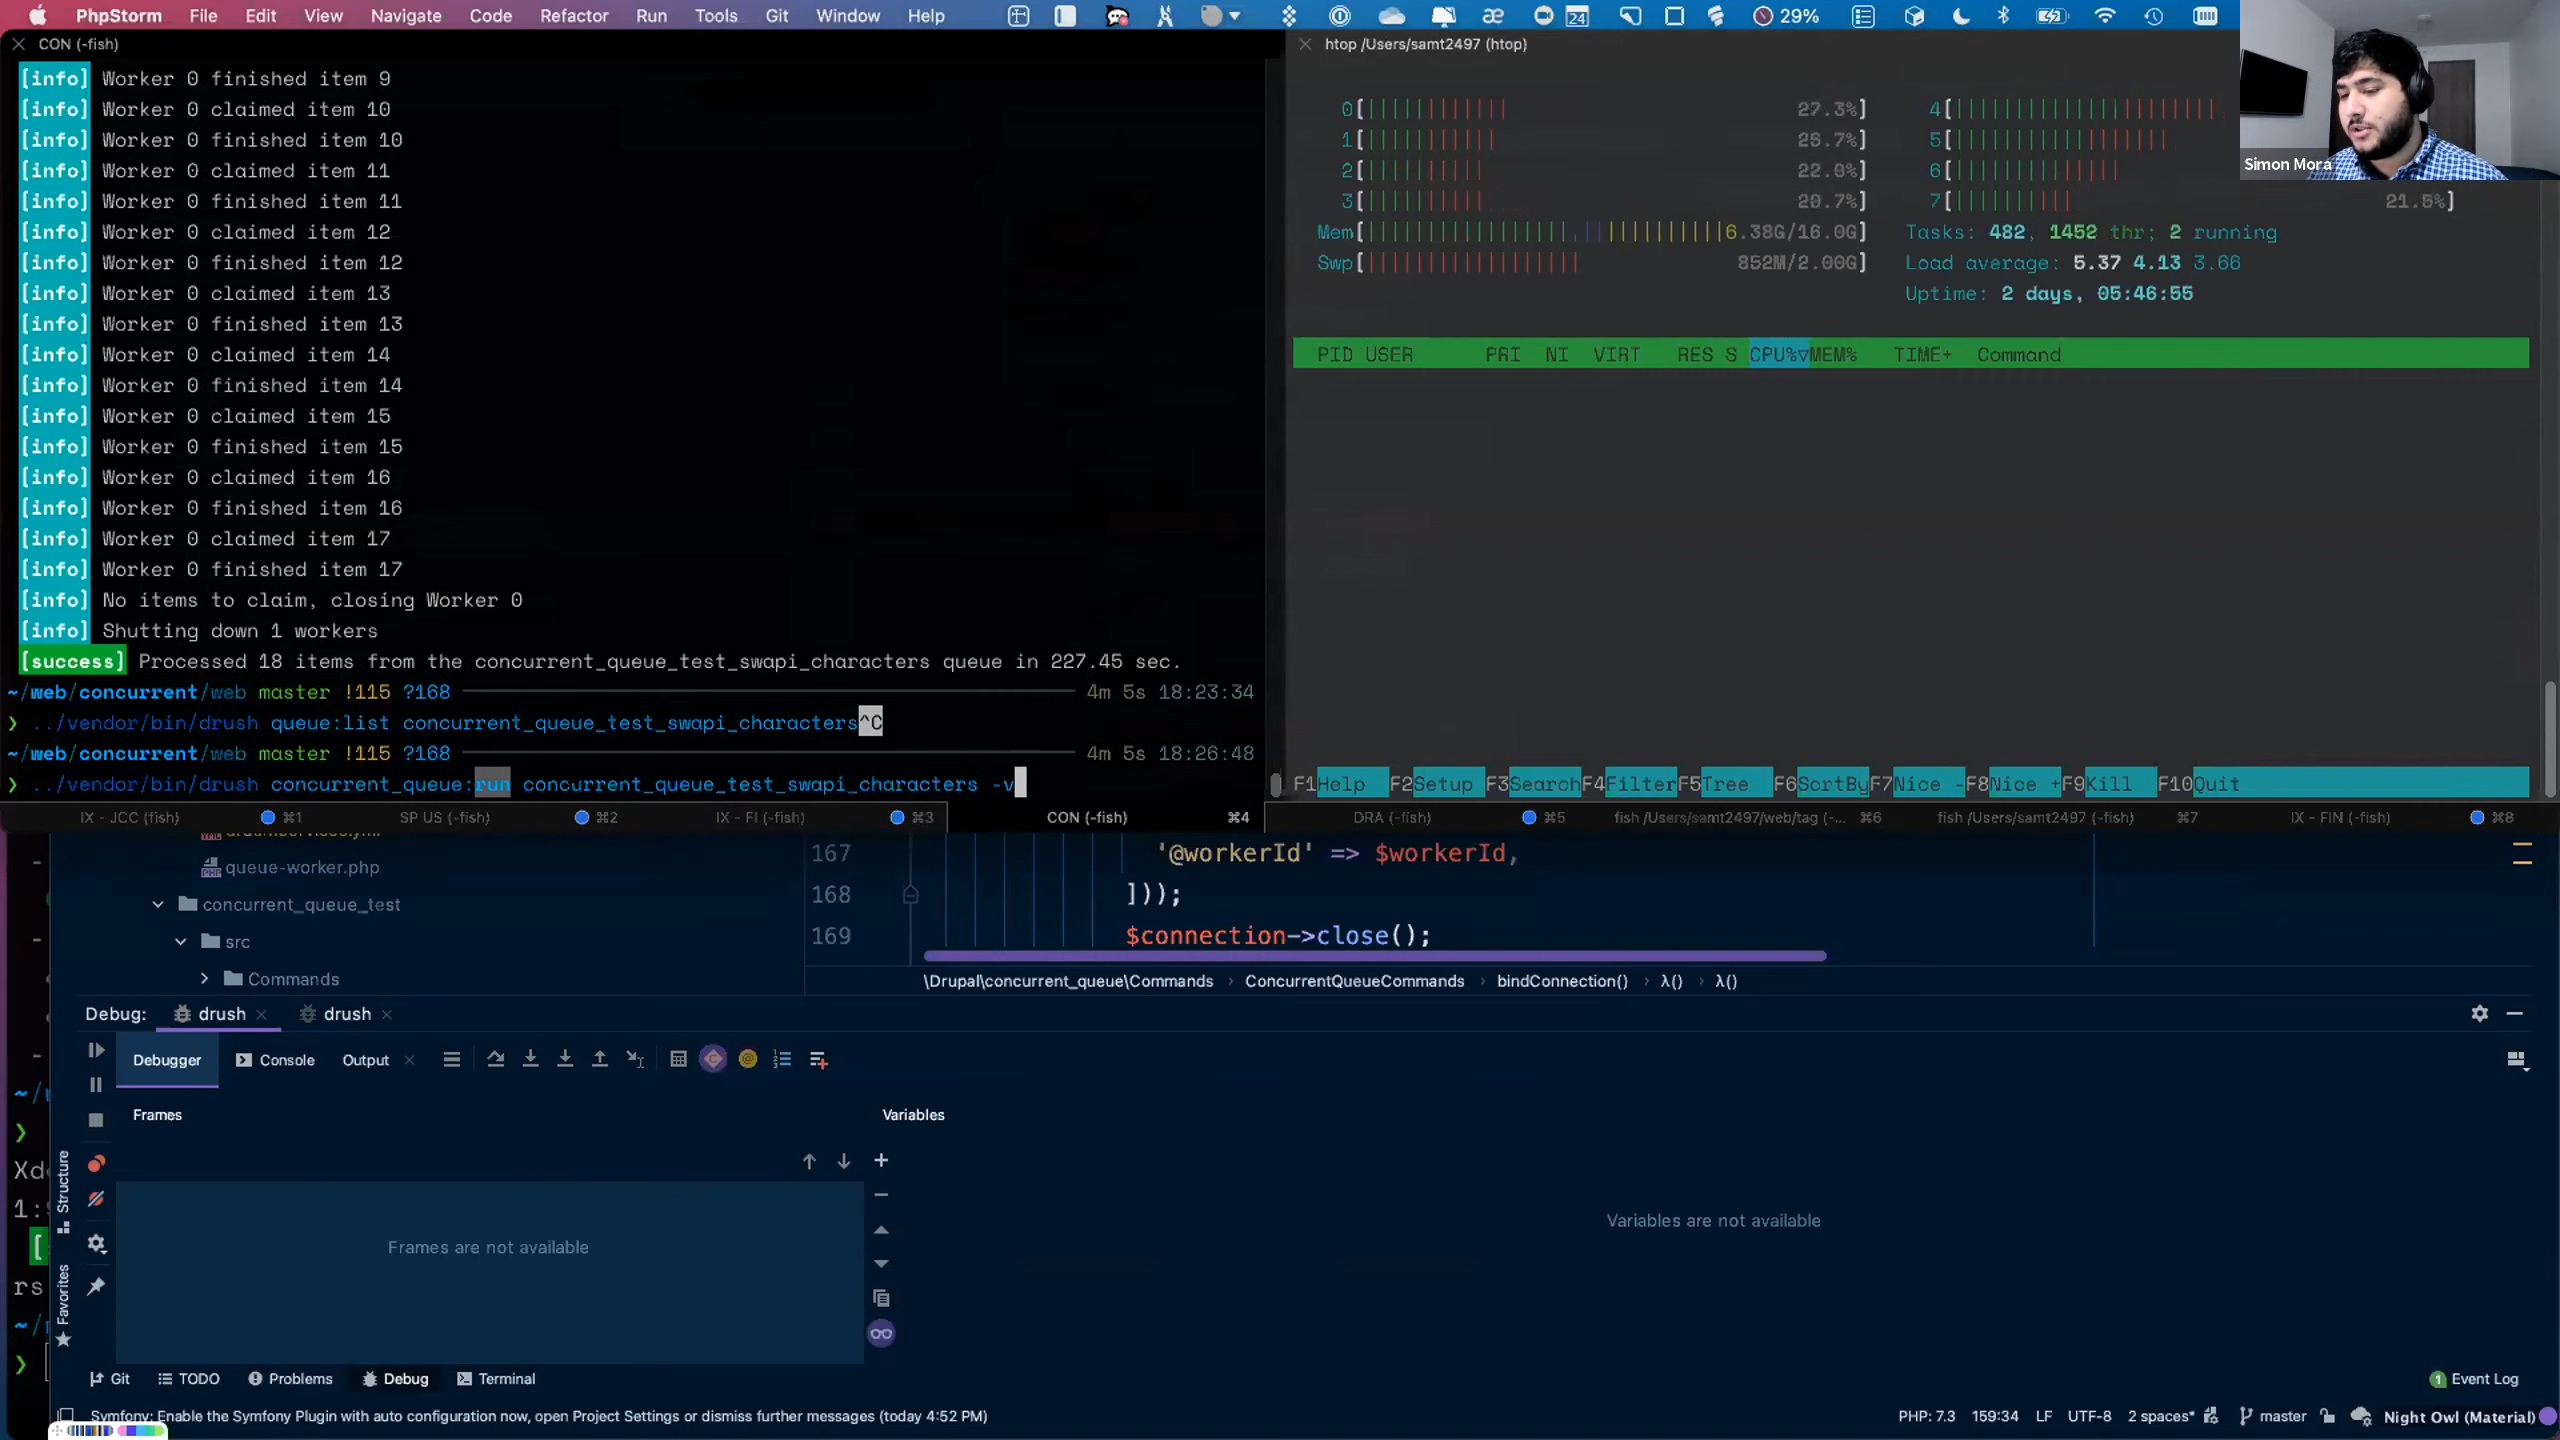 PhpStorm File Edit View Navigate Code Refactor Run Tools Git Window Help 24 29%
CON (-fish)
[info] Worker 0 finished item 9
[info] Worker 0 claimed item 10
[info] Worker 0 finished item 10
[info] Worker 0 claimed item 11
[info] Worker 0 finished item 11
[info] Worker 0 claimed item 12
[info] Worker 0 finished item 12
[info] Worker 0 claimed item 13
[info] Worker 0 finished item 13
[info] Worker 0 claimed item 14
[info] Worker 0 finished item 14
[info] Worker 0 claimed item 15
[info] Worker 0 finished item 15
[info] Worker 0 claimed item 16
[info] Worker 0 finished item 16
[info] Worker 0 claimed item 17
[info] Worker 0 finished item 17
[info] No items to claim, closing Worker 0
[info] Shutting down 1 workers
[success] Processed 18 items from the concurrent_queue_test_swapi_characters queue in 227.45 sec.
~/web/concurrent/web master !115 ?168 4m 5s 18:23:34
❯ ../vendor/bin/drush queue:list concurrent_queue_test_swapi_characters^C
~/web/concurrent/web master !115 ?168 4m 5s 18:26:48
❯ ../vendor/bin/drush concurrent_queue:run concurrent_queue_test_swapi_characters -v
htop /Users/samt2497 (htop)
0[ 27.3%] 4[
1[ 5[
2[ 6[
3[ 7[
Mem[ 6.38G/16.0G] Tasks: 482, 1452 thr; 2 running
Swp[ 852M/2.00G] Load average: 5.37 4.13 3.66
Uptime: 2 days, 05:46:55
PID USER PRI NI VIRT RES S CPU%▽MEM% TIME+ Command
F1Help F2Setup F3SearchF4FilterF5Tree F6SortByF7Nice -F8Nice +F9Kill F10Quit
Simon Mora
IX - JCC (fish) ⌘1 SP US (-fish) ⌘2 IX - FI (-fish) ⌘3 CON (-fish) ⌘4 DRA (-fish) ⌘5 fish /Users/samt2497/web/tag (-... ⌘6 fish /Users/samt2497 (-fish) ⌘7 IX - FIN (-fish) ⌘8
queue-worker.php
concurrent_queue_test
src
Commands
167 '@workerId' => $workerId,
168 ]));
169 $connection->close();
\Drupal\concurrent_queue\Commands › ConcurrentQueueCommands › bindConnection() › λ() › λ()
Debug: drush drush
Debugger Console Output
Frames Variables
Frames are not available
Variables are not available
Structure
Favorites
Git TODO Problems Debug Terminal 1 Event Log
Symfony: Enable the Symfony Plugin with auto configuration now, open Project Settings or dismiss further messages (today 4:52 PM) PHP: 7.3 159:34 LF UTF-8 2 spaces* master Night Owl (Material)